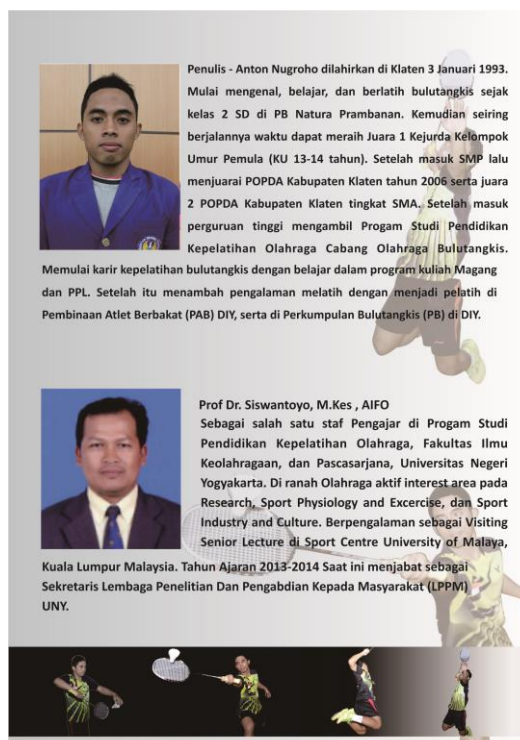 Penulis - Anton Nugroho dilahirkan di Klaten 3 Januari 1993.
Mulai mengenal, belajar, dan berlatih bulutangkis sejak
kelas 2 SD di PB Natura Prambanan. Kemudian seiring
berjalannya waktu dapat meraih Juara 1 Kejurda Kelompok
Umur Pemula (KU 13-14 tahun). Setelah masuk SMP lalu
menjuarai POPDA Kabupaten Klaten tahun 2006 serta juara
2 POPDA Kabupaten Klaten tingkat SMA. Setelah masuk
perguruan tinggi mengambil Progam Studi Pendidikan
Kepelatihan Olahraga Cabang Olahraga Bulutangkis.
Memulai karir kepelatihan bulutangkis dengan belajar dalam program kuliah Magang
dan PPL. Setelah itu menambah pengalaman melatih dengan menjadi pelatih di
Pembinaan Atlet Berbakat (PAB) DIY, serta di Perkumpulan Bulutangkis (PB) di DIY.
Prof Dr. Siswantoyo, M.Kes , AIFO
Sebagai salah satu staf Pengajar di Progam Studi
Pendidikan Kepelatihan Olahraga, Fakultas Ilmu
Keolahragaan, dan Pascasarjana, Universitas Negeri
Yogyakarta. Di ranah Olahraga aktif interest area pada
Research, Sport Physiology and Excercise, dan Sport
Industry and Culture. Berpengalaman sebagai Visiting
Senior Lecture di Sport Centre University of Malaya,
Kuala Lumpur Malaysia. Tahun Ajaran 2013-2014 Saat ini menjabat sebagai
Sekretaris Lembaga Penelitian Dan Pengabdian Kepada Masyarakat (LPPM)
UNY.